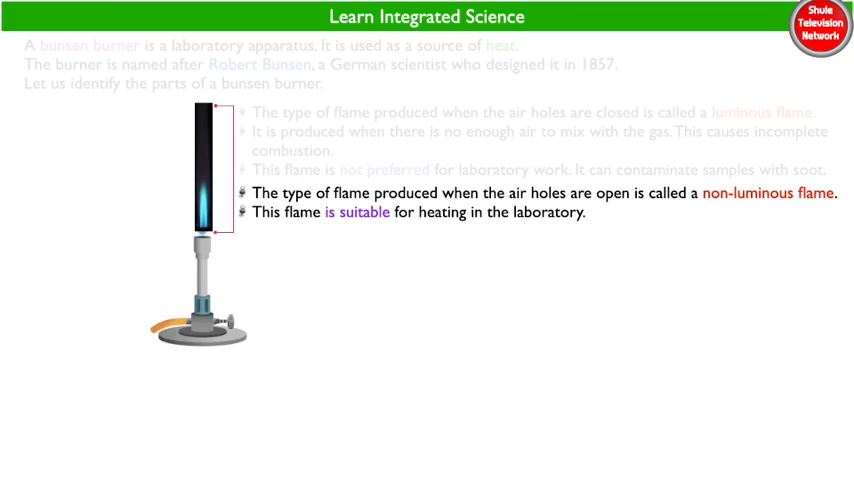 Learn Integrated Science
Shule
Television
Network
A bunsen burner is a laboratory apparatus. It is used as a source of heat.
The burner is named after Robert Bunsen, a German scientist who designed it in 1857.
Let us identify the parts of a bunsen burner.
The type of flame produced when the air holes are closed is called a luminous flame.
It is produced when there is no enough air to mix with the gas. This causes incomplete
combustion.
This flame is not preferred for laboratory work. It can contaminate samples with soot.
The type of flame produced when the air holes are open is called a non-luminous flame.
This flame is suitable for heating in the laboratory.